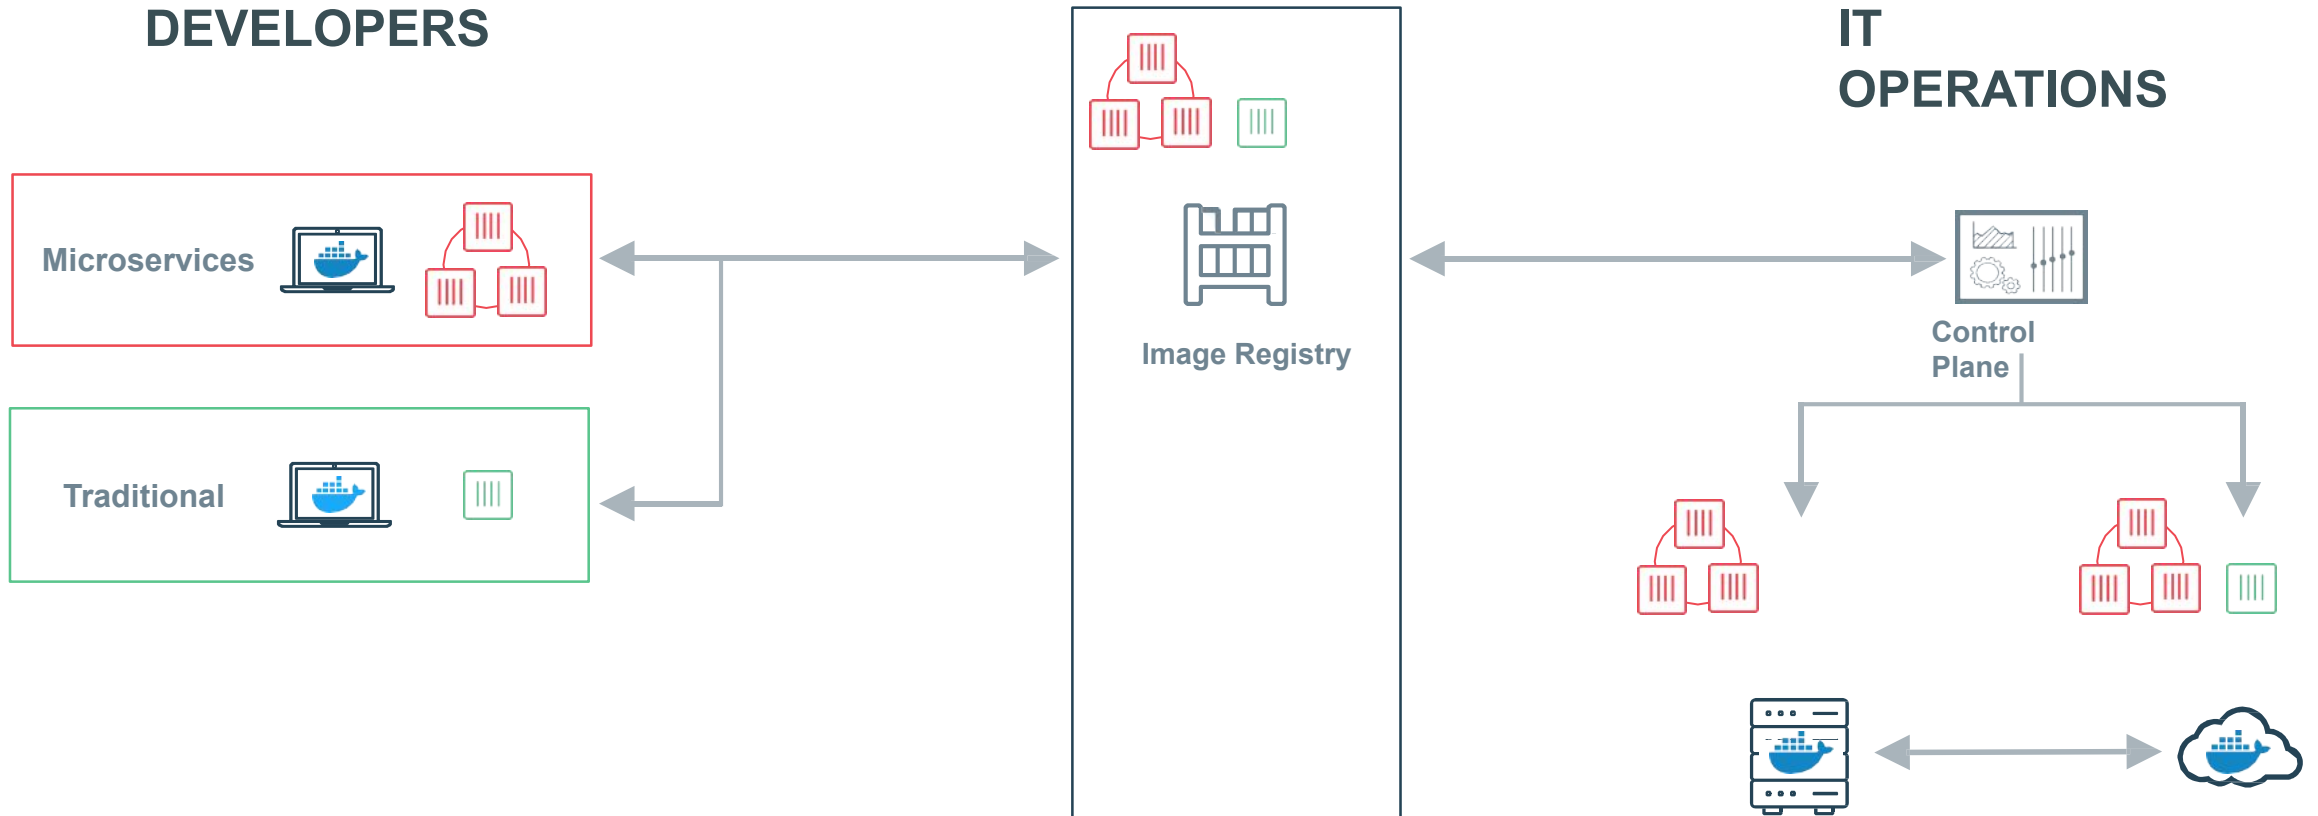 DEVELOPERS
IT
OPERATIONS
Microservices
Image Registry
Control
Plane
Traditional